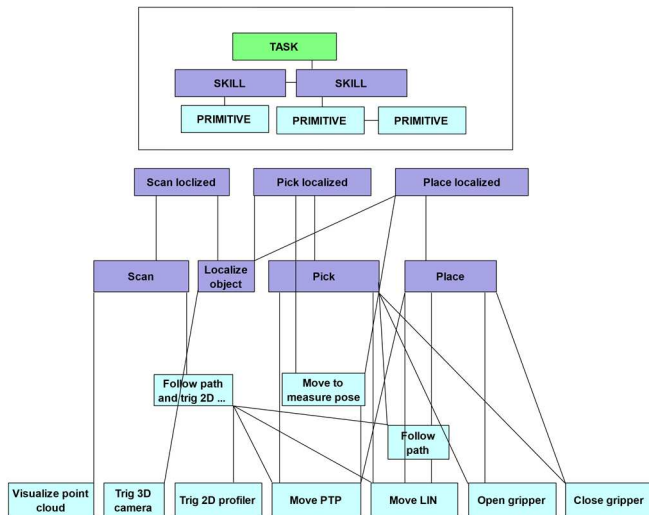 TASK
SKILL SKILL
PRIMITIVE PRIMITIVE PRIMITIVE
Scan loclized Pick localized Place localized
Scan
Localize
object
Pick
Place
Follow path
and trig 2D ...
Move to
measure pose
Follow
path
Visualize point
cloud
Trig 3D
camera
Trig 2D profiler
Move PTP
Move LIN
Open gripper
Close gripper